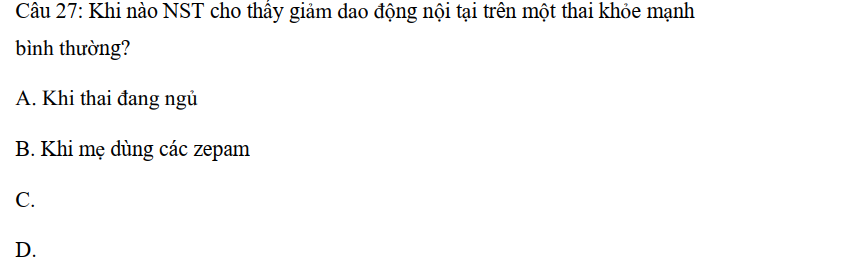 Câu 27: Khi nào NST cho thấy giảm dao động nội tại trên một thai khỏe mạnh
bình thường?
A. Khi thai đang ngủ
B. Khi mẹ dùng các zepam
C.
D.